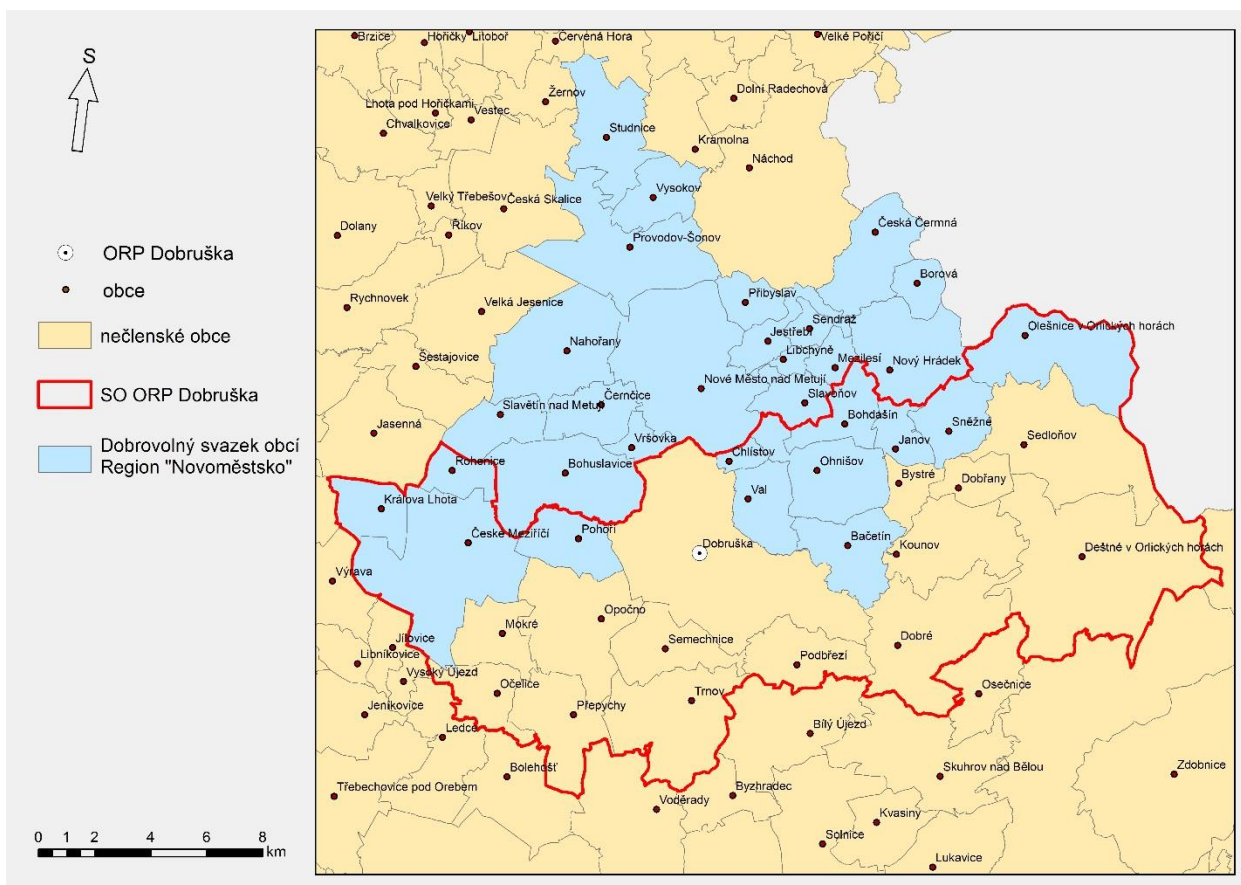 S
ORP Dobruška
obce
nečlenské obce
SO ORP Dobruška
Dobrovolný svazek obcí
Region "Novoměstsko"
0 1 2 4 6 8
km
Brzice
Hořičky
Litoboř
Červená Hora
Velké Poříčí
Žernov
Dolní Radechová
Lhota pod Hořičkami
Vestec
Chvalkovice
Studnice
Kramolna
Náchod
Vysokov
Velký Třebešov
Česká Skalice
Dolany
Říkov
Provodov-Šonov
Česká Čermná
Borová
Rychnovek
Velká Jesenice
Přibyslav
Sendraž
Olešnice v Orlických horách
Jestřebí
Nahořany
Libchyně
Mezilesí
Nový Hrádek
Šestajovice
Nové Město nad Metují
Slavoňov
Slavětín nad Metují
Černčice
Bohdašín
Sněžné
Jasenná
Vršovka
Janov
Sedloňov
Chlístov
Rohenice
Bohuslavice
Ohnišov
Bystré
Dobřany
Králova Lhota
Val
České Meziříčí
Pohoří
Dobruška
Bačetín
Kounov
Deštné v Orlických horách
Výrava
Opočno
Mokré
Semechnice
Dobré
Jílovice
Libníkovice
Podbřezí
Vysoký Újezd
Očelice
Trnov
Osečnice
Jeníkovice
Přepychy
Ledce
Bílý Újezd
Bolehošť
Skuhrov nad Bělou
Zdobnice
Třebechovice pod Orebem
Voděrady
Byzhradec
Kvasiny
Solnice
Lukavice